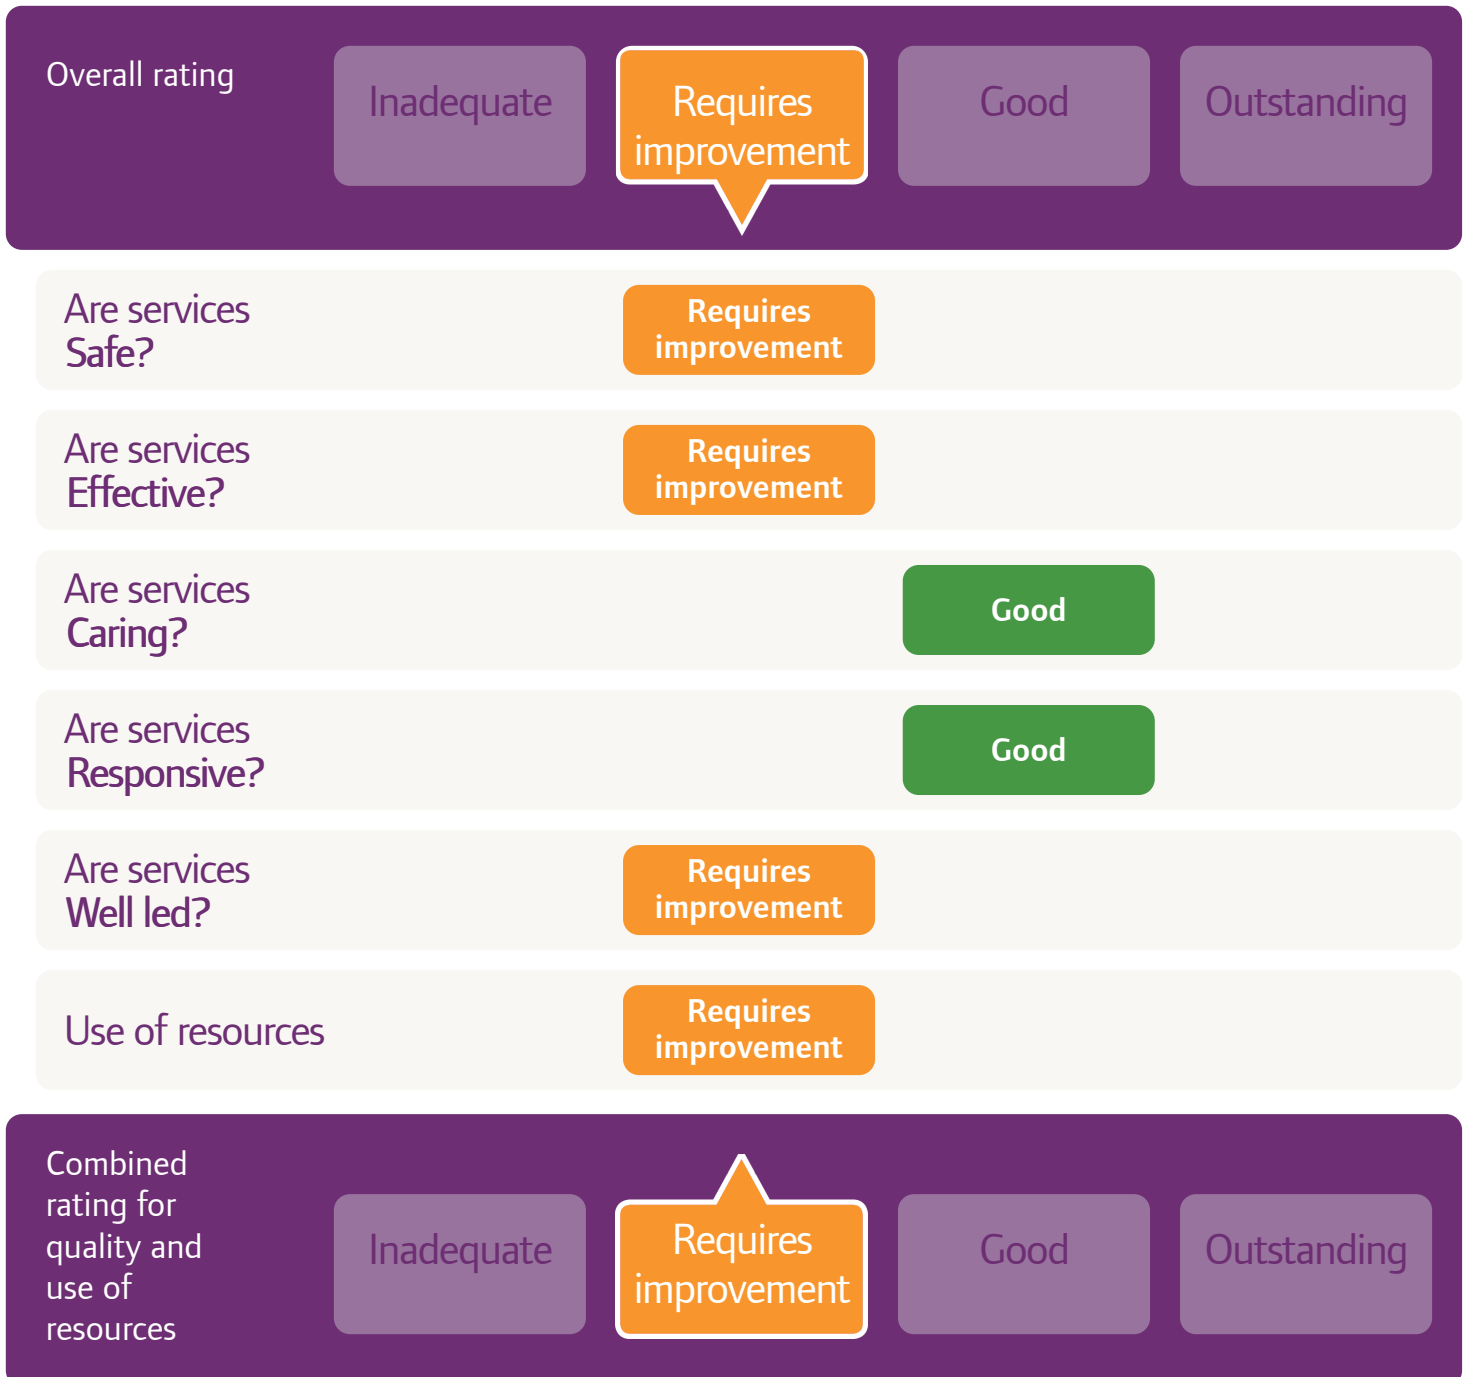 Overall rating
Inadequate
Requires
improvement
Good
Outstanding
Are services
Safe?
Requires
improvement
Are services
Effective?
Requires
improvement
Are services
Caring?
Good
Are services
Responsive?
Good
Are services
Well led?
Requires
improvement
Use of resources
Requires
improvement
Combined
rating for
quality and
use of
resources
Inadequate
Requires
improvement
Good
Outstanding